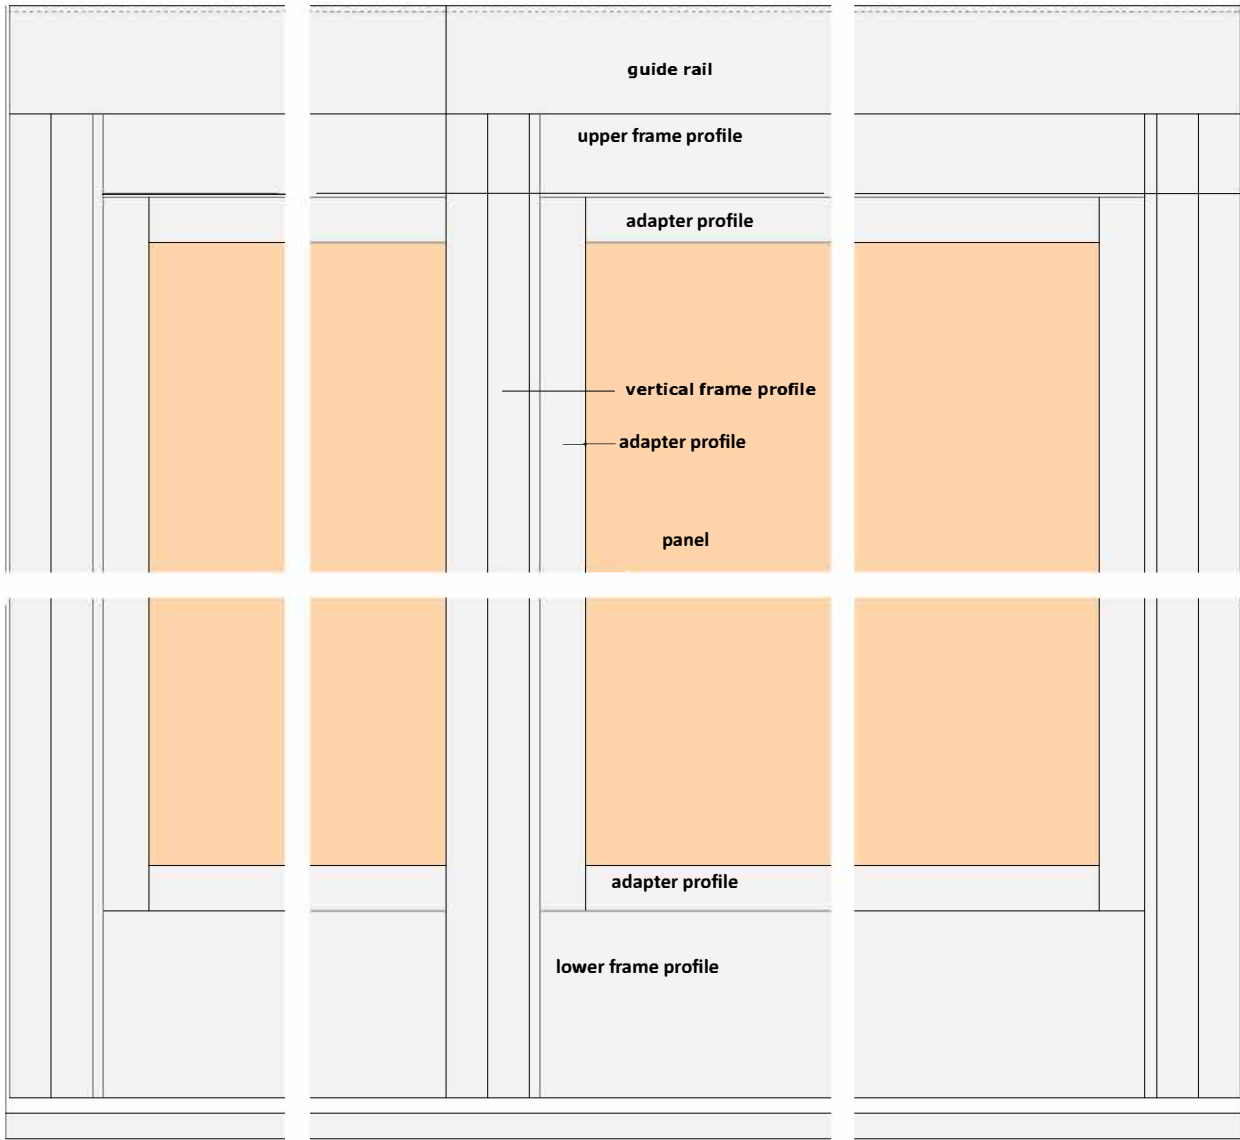 guide rail
upper frame profile
adapter profile
vertical frame profile
adapter profile
panel
adapter profile
lower frame profile